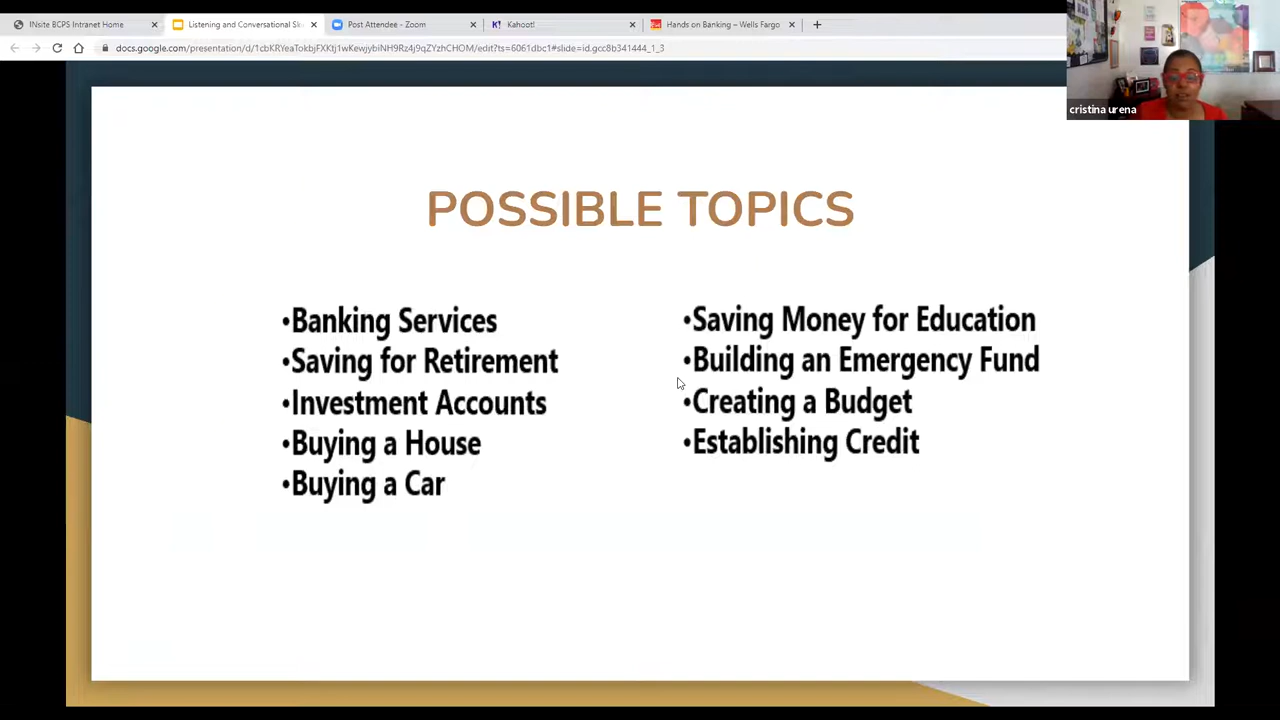 INsite BCPS Intranet Home
Listening and Conversational Sk
Post Attendee - Zoom
Kahoot!
Hands on Banking – Wells Fargo
docs.google.com/presentation/d/1cbKRYeaTokbjFXKtj1wKewjybiNH9Rz4j9qZYzhCHOM/edit?ts=6061dbc1#slide=id.gcc8b341444_1_3
cristina urena
POSSIBLE TOPICS
•Banking Services
•Saving for Retirement
•Investment Accounts
•Buying a House
•Buying a Car
•Saving Money for Education
•Building an Emergency Fund
•Creating a Budget
•Establishing Credit